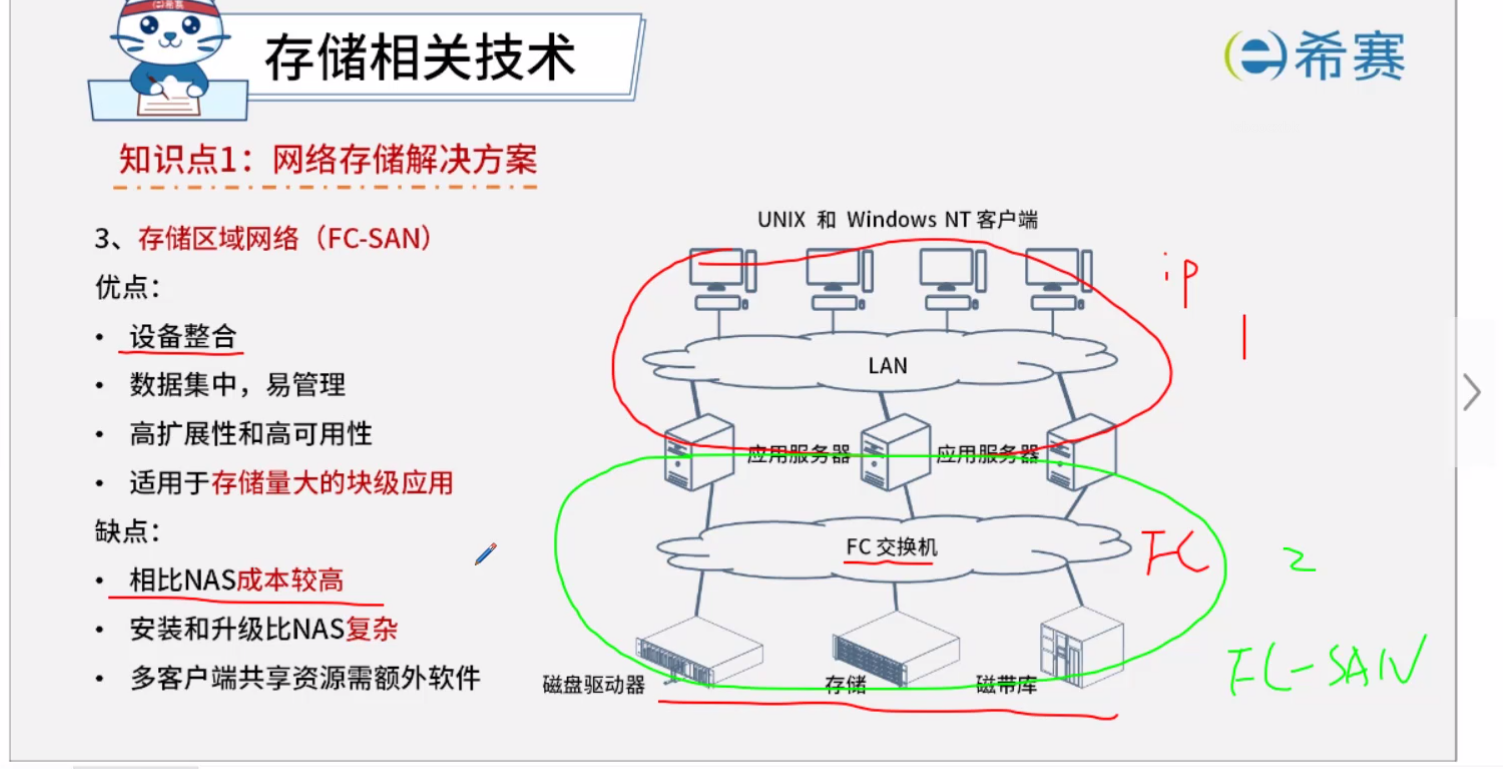 希赛
存储相关技术
希赛
知识点1：网络存储解决方案
3、存储区域网络（FC-SAN）
优点：
• 设备整合
• 数据集中，易管理
• 高扩展性和高可用性
• 适用于存储量大的块级应用
缺点：
• 相比NAS成本较高
• 安装和升级比NAS复杂
• 多客户端共享资源需额外软件
UNIX 和 Windows NT 客户端
ip
1
LAN
应用服务器 应用服务器
FC 交换机
FC
2
FC-SAN
磁盘驱动器 存储 磁带库